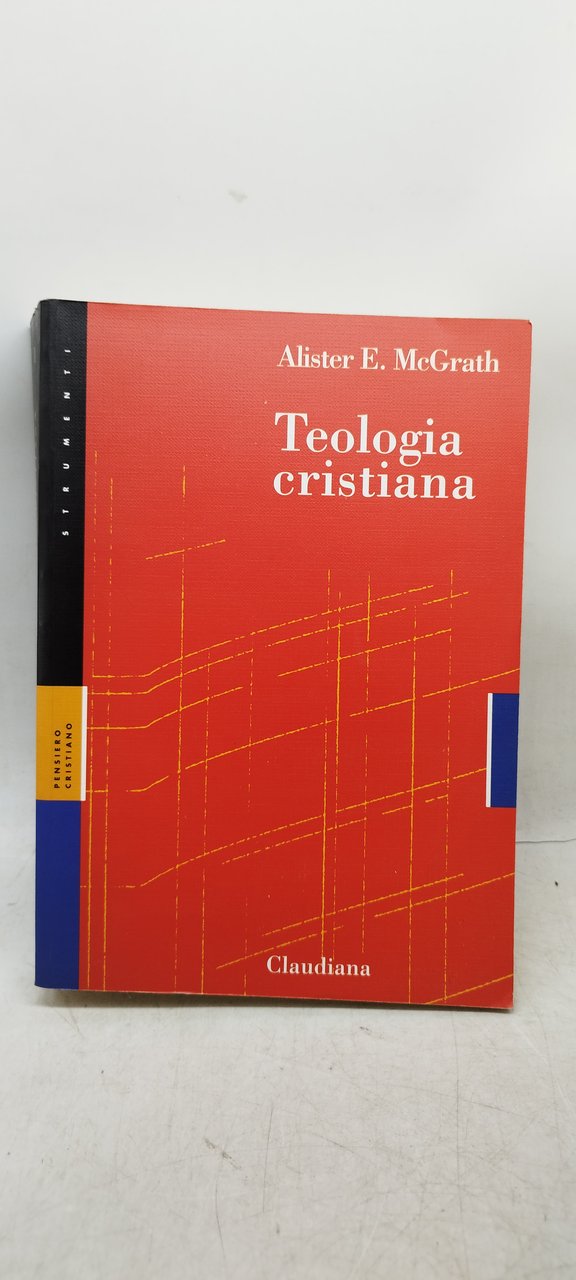 Alister E. McGrath
Teologia
cristiana
STRUMENTI
PENSIERO
CRISTIANO
Claudiana